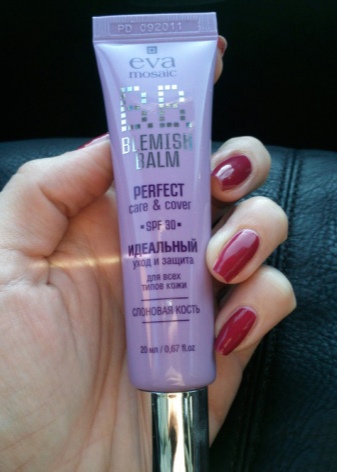 PD 092011
eva
mosaic
B.B.
BLEMISH
BALM
PERFECT
care & cover
•SPF 30•
ИДЕАЛЬНЫЙ
уход и защита
для всех
типов кожи
СЛОНОВАЯ КОСТЬ
20 мл / 0,67 fl.oz